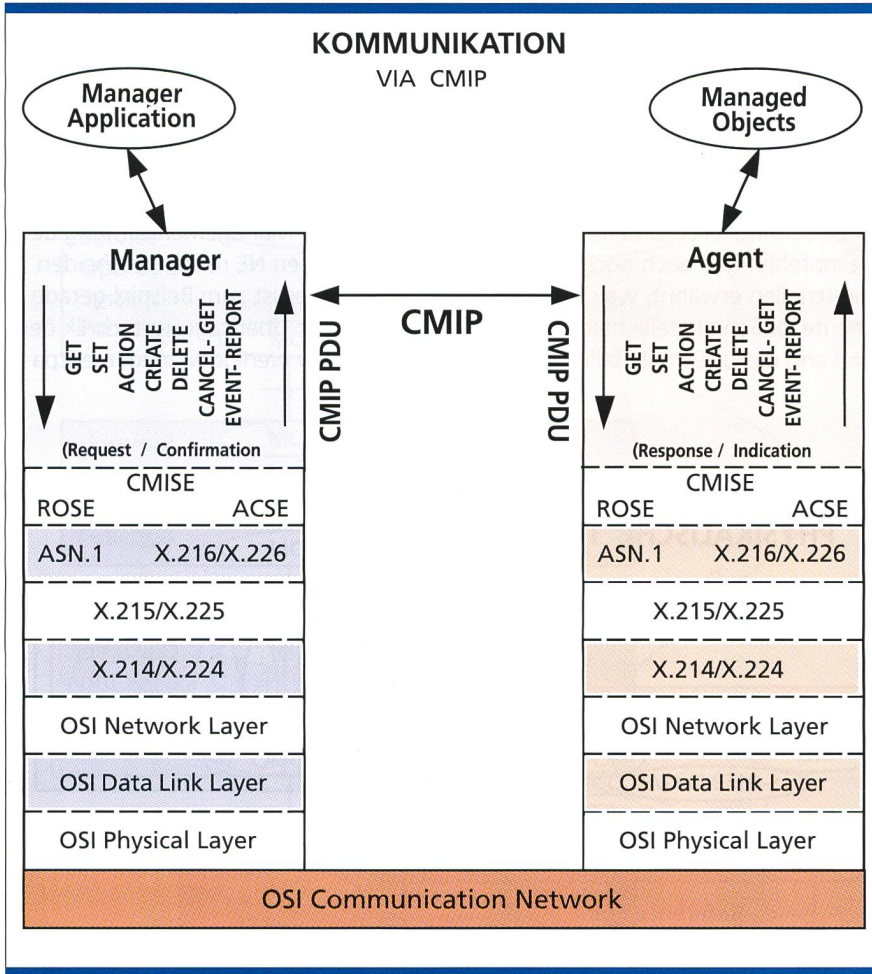 KOMMUNIKATION
VIA CMIP
Manager
Application
Managed
Objects
Manager
GET
SET
ACTION
CREATE
DELETE
CANCEL-GET
EVENT- REPORT
(Request / Confirmation
CMIP PDU
CMIP
CMIP PDU
Agent
GET
SET
ACTION
CREATE
DELETE
CANCEL- GET
EVENT- REPORT
(Response / Indication
CMISE
ROSE ACSE
ASN.1 X.216/X.226
X.215/X.225
X.214/X.224
OSI Network Layer
OSI Data Link Layer
OSI Physical Layer
CMISE
ROSE ACSE
ASN.1 X.216/X.226
X.215/X.225
X.214/X.224
OSI Network Layer
OSI Data Link Layer
OSI Physical Layer
OSI Communication Network